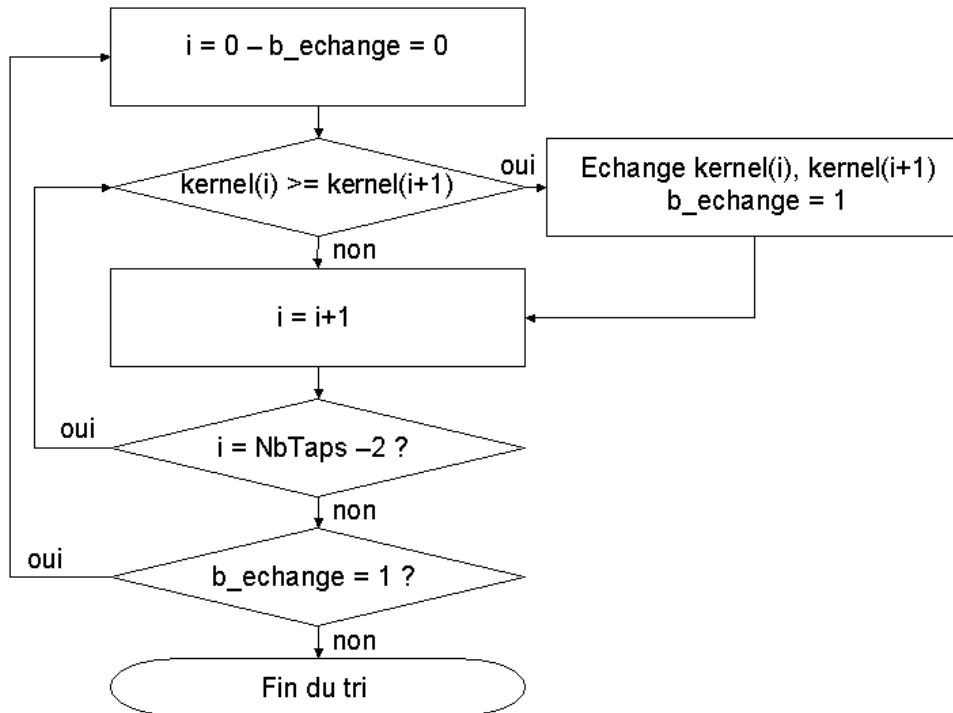 i = 0 – b_echange = 0
kernel(i) >= kernel(i+1)
oui
Echange kernel(i), kernel(i+1)
b_echange = 1
non
i = i+1
oui
i = NbTaps –2 ?
non
oui
b_echange = 1 ?
non
Fin du tri